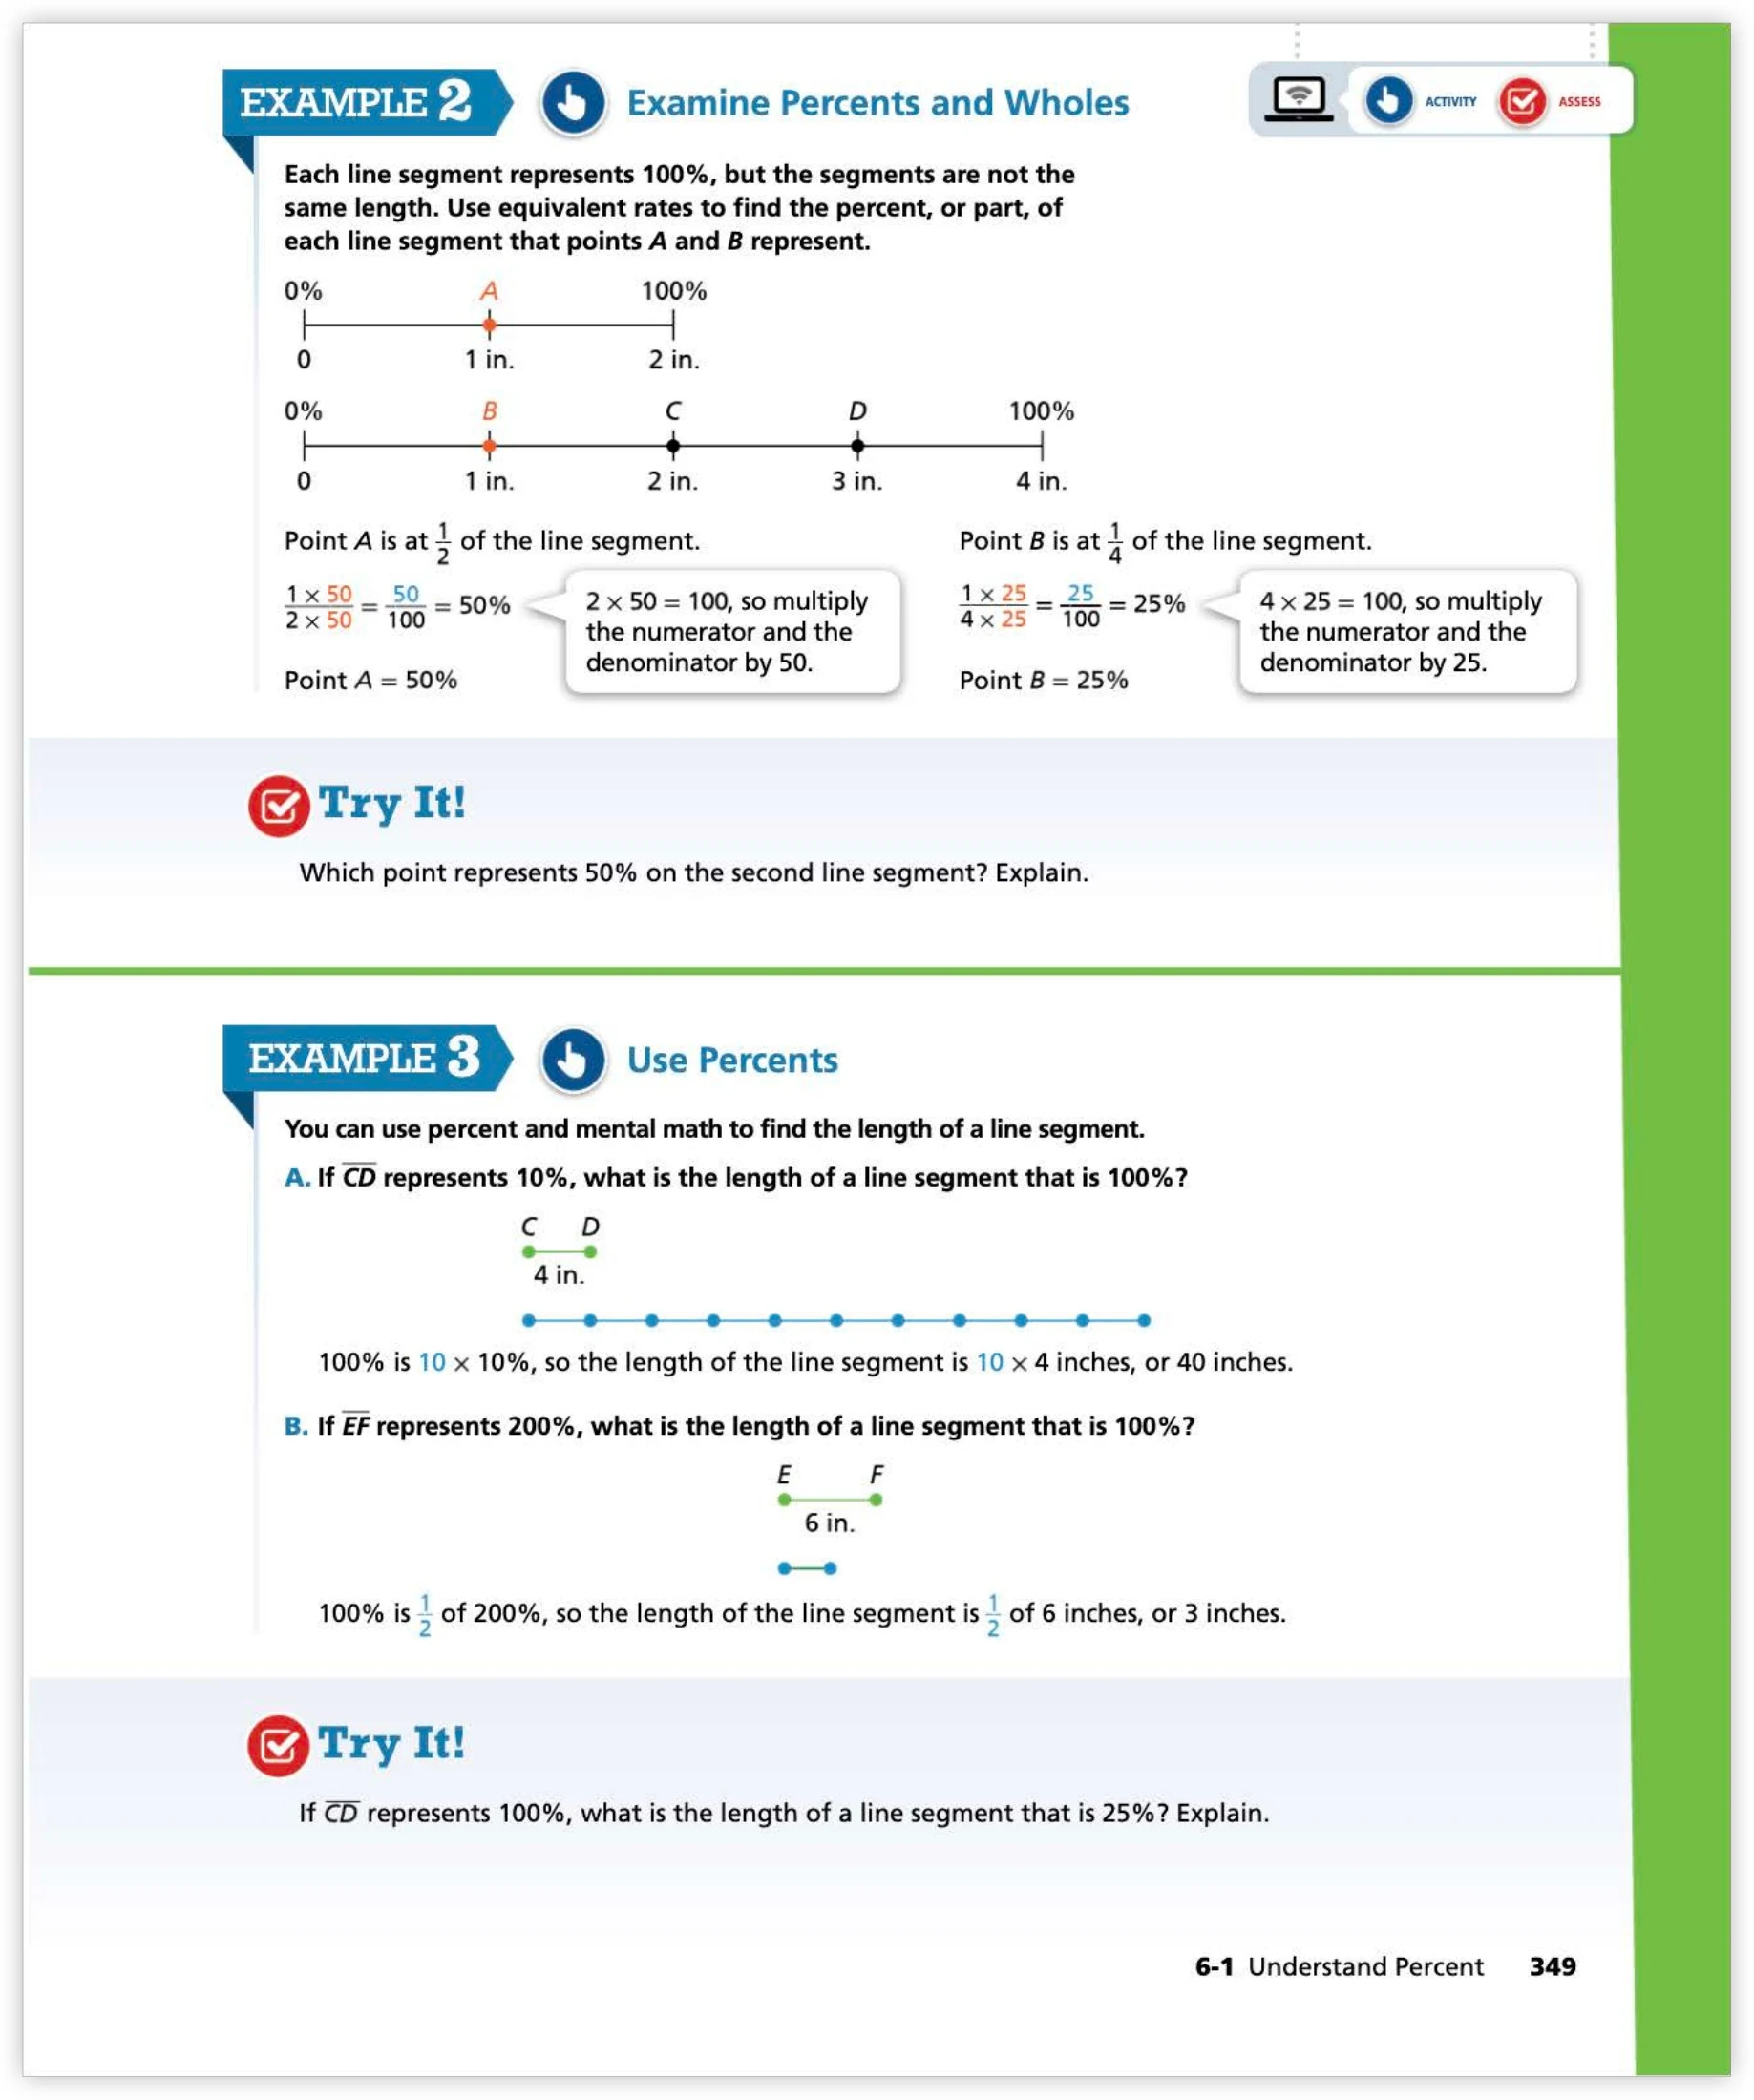 EXAMPLE 2 Examine Percents and Wholes
ACTIVITY ASSESS
Each line segment represents 100%, but the segments are not the
same length. Use equivalent rates to find the percent, or part, of
each line segment that points A and B represent.
0% A 100%
0 1 in. 2 in.
0% B C D 100%
0 1 in. 2 in. 3 in. 4 in.
Point A is at 1/2 of the line segment.
1 × 50 / 2 × 50 = 50/100 = 50%
2 × 50 = 100, so multiply
the numerator and the
denominator by 50.
Point A = 50%
Point B is at 1/4 of the line segment.
1 × 25 / 4 × 25 = 25/100 = 25%
4 × 25 = 100, so multiply
the numerator and the
denominator by 25.
Point B = 25%
Try It!
Which point represents 50% on the second line segment? Explain.
EXAMPLE 3 Use Percents
You can use percent and mental math to find the length of a line segment.
A. If C̅D̅ represents 10%, what is the length of a line segment that is 100%?
C D
4 in.
100% is 10 × 10%, so the length of the line segment is 10 × 4 inches, or 40 inches.
B. If E̅F̅ represents 200%, what is the length of a line segment that is 100%?
E F
6 in.
100% is 1/2 of 200%, so the length of the line segment is 1/2 of 6 inches, or 3 inches.
Try It!
If C̅D̅ represents 100%, what is the length of a line segment that is 25%? Explain.
6-1 Understand Percent 349